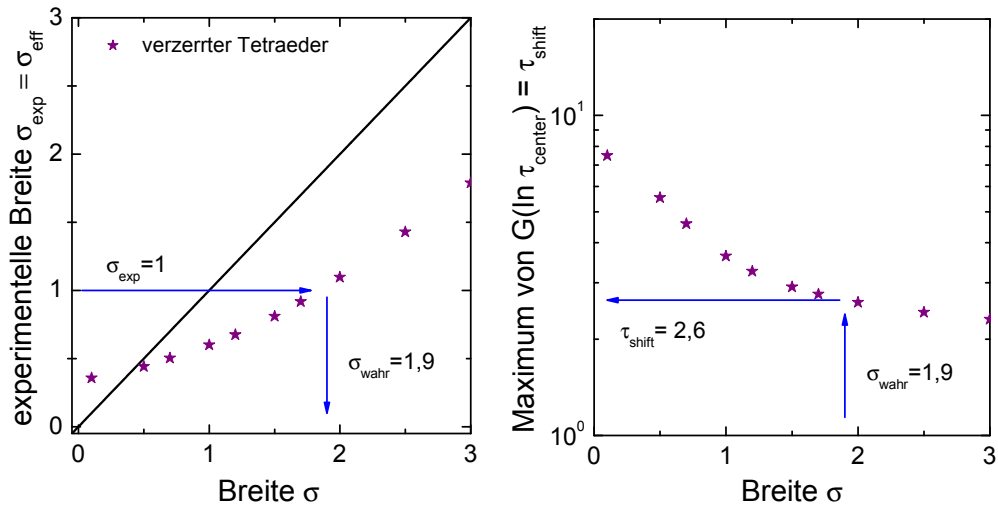 experimentelle Breite σexp = σeff
3
2
1
0
verzerrter Tetraeder
σexp=1
σwahr=1,9
0 1 2 3
Breite σ
Maximum von G(ln τcenter) = τshift
10¹
10⁰
τshift = 2,6
σwahr=1,9
0 1 2 3
Breite σ